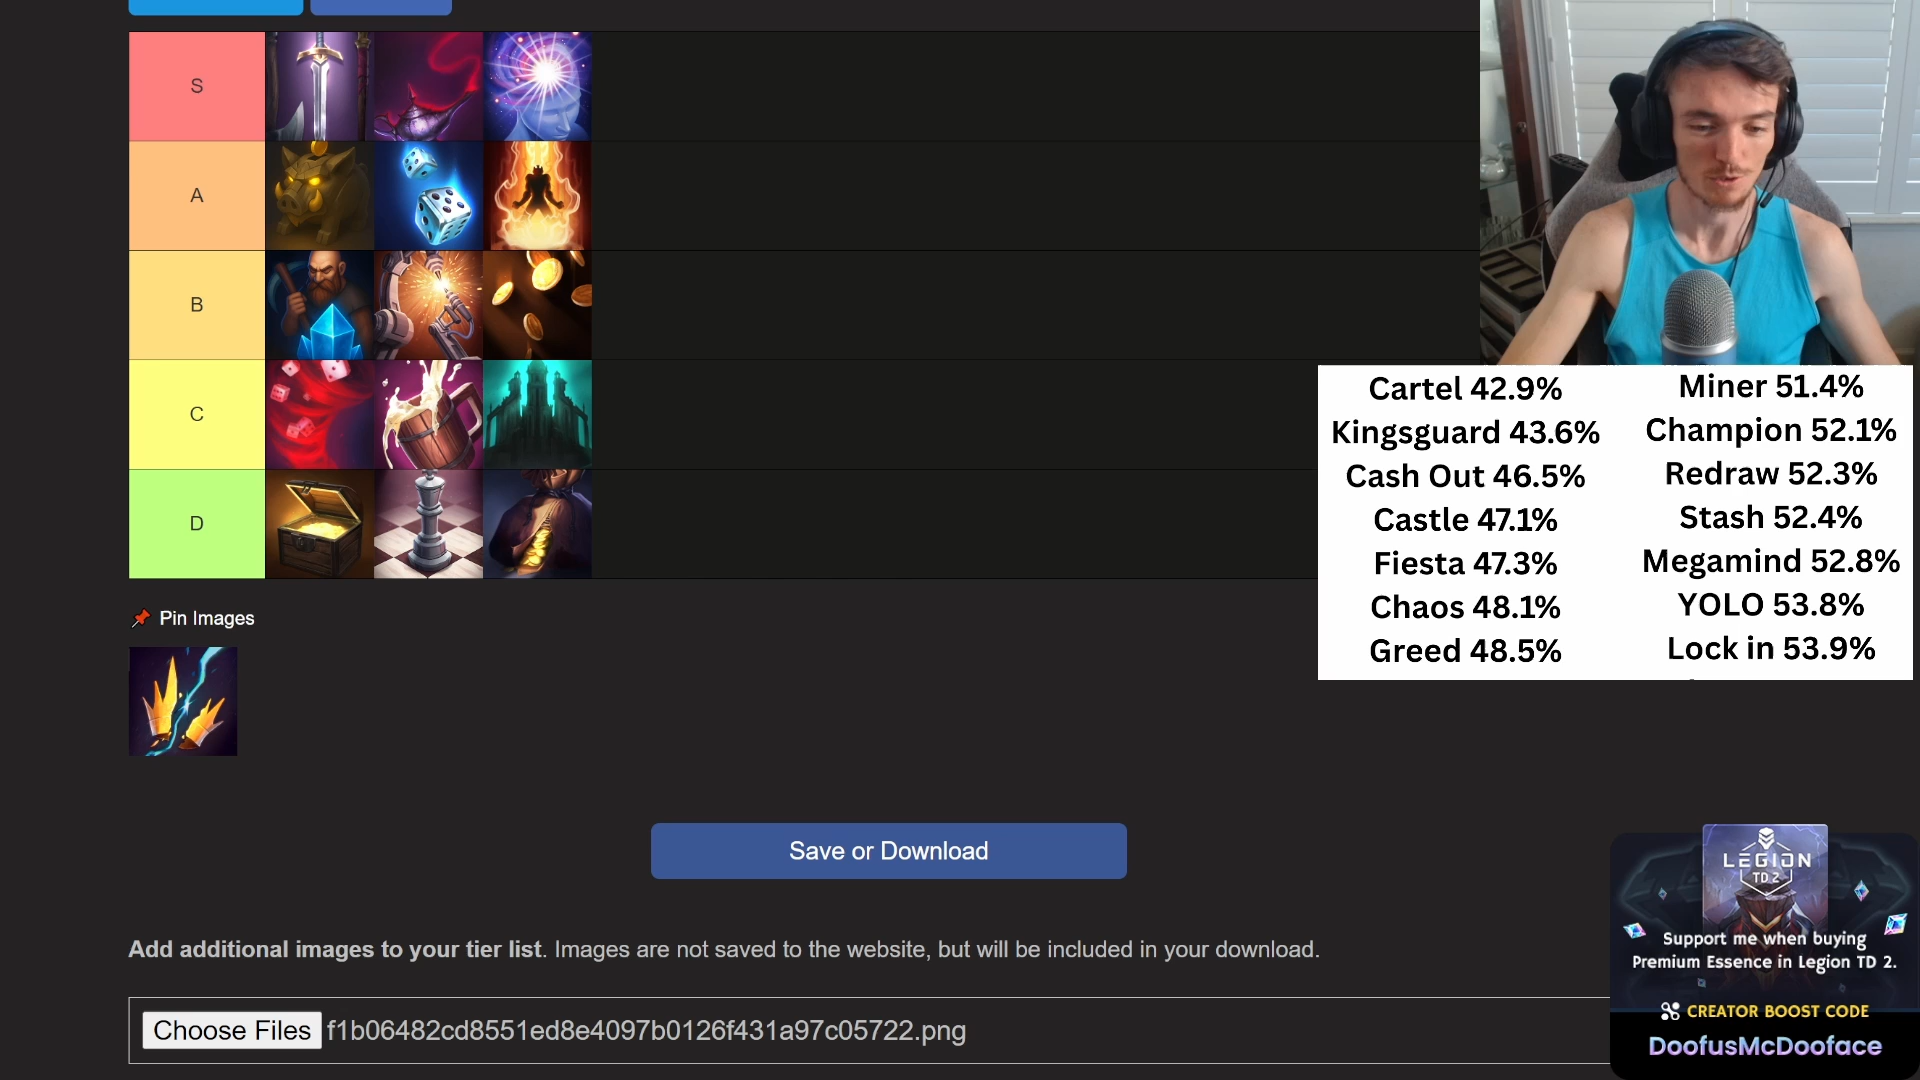 S
A
B
C
D
Pin Images
Cartel 42.9%
Kingsguard 43.6%
Cash Out 46.5%
Castle 47.1%
Fiesta 47.3%
Chaos 48.1%
Greed 48.5%
Miner 51.4%
Champion 52.1%
Redraw 52.3%
Stash 52.4%
Megamind 52.8%
YOLO 53.8%
Lock in 53.9%
Save or Download
Add additional images to your tier list. Images are not saved to the website, but will be included in your download.
Choose Files f1b06482cd8551ed8e4097b0126f431a97c05722.png
LEGION
TD 2
Support me when buying
Premium Essence in Legion TD 2.
CREATOR BOOST CODE
DoofusMcDooface